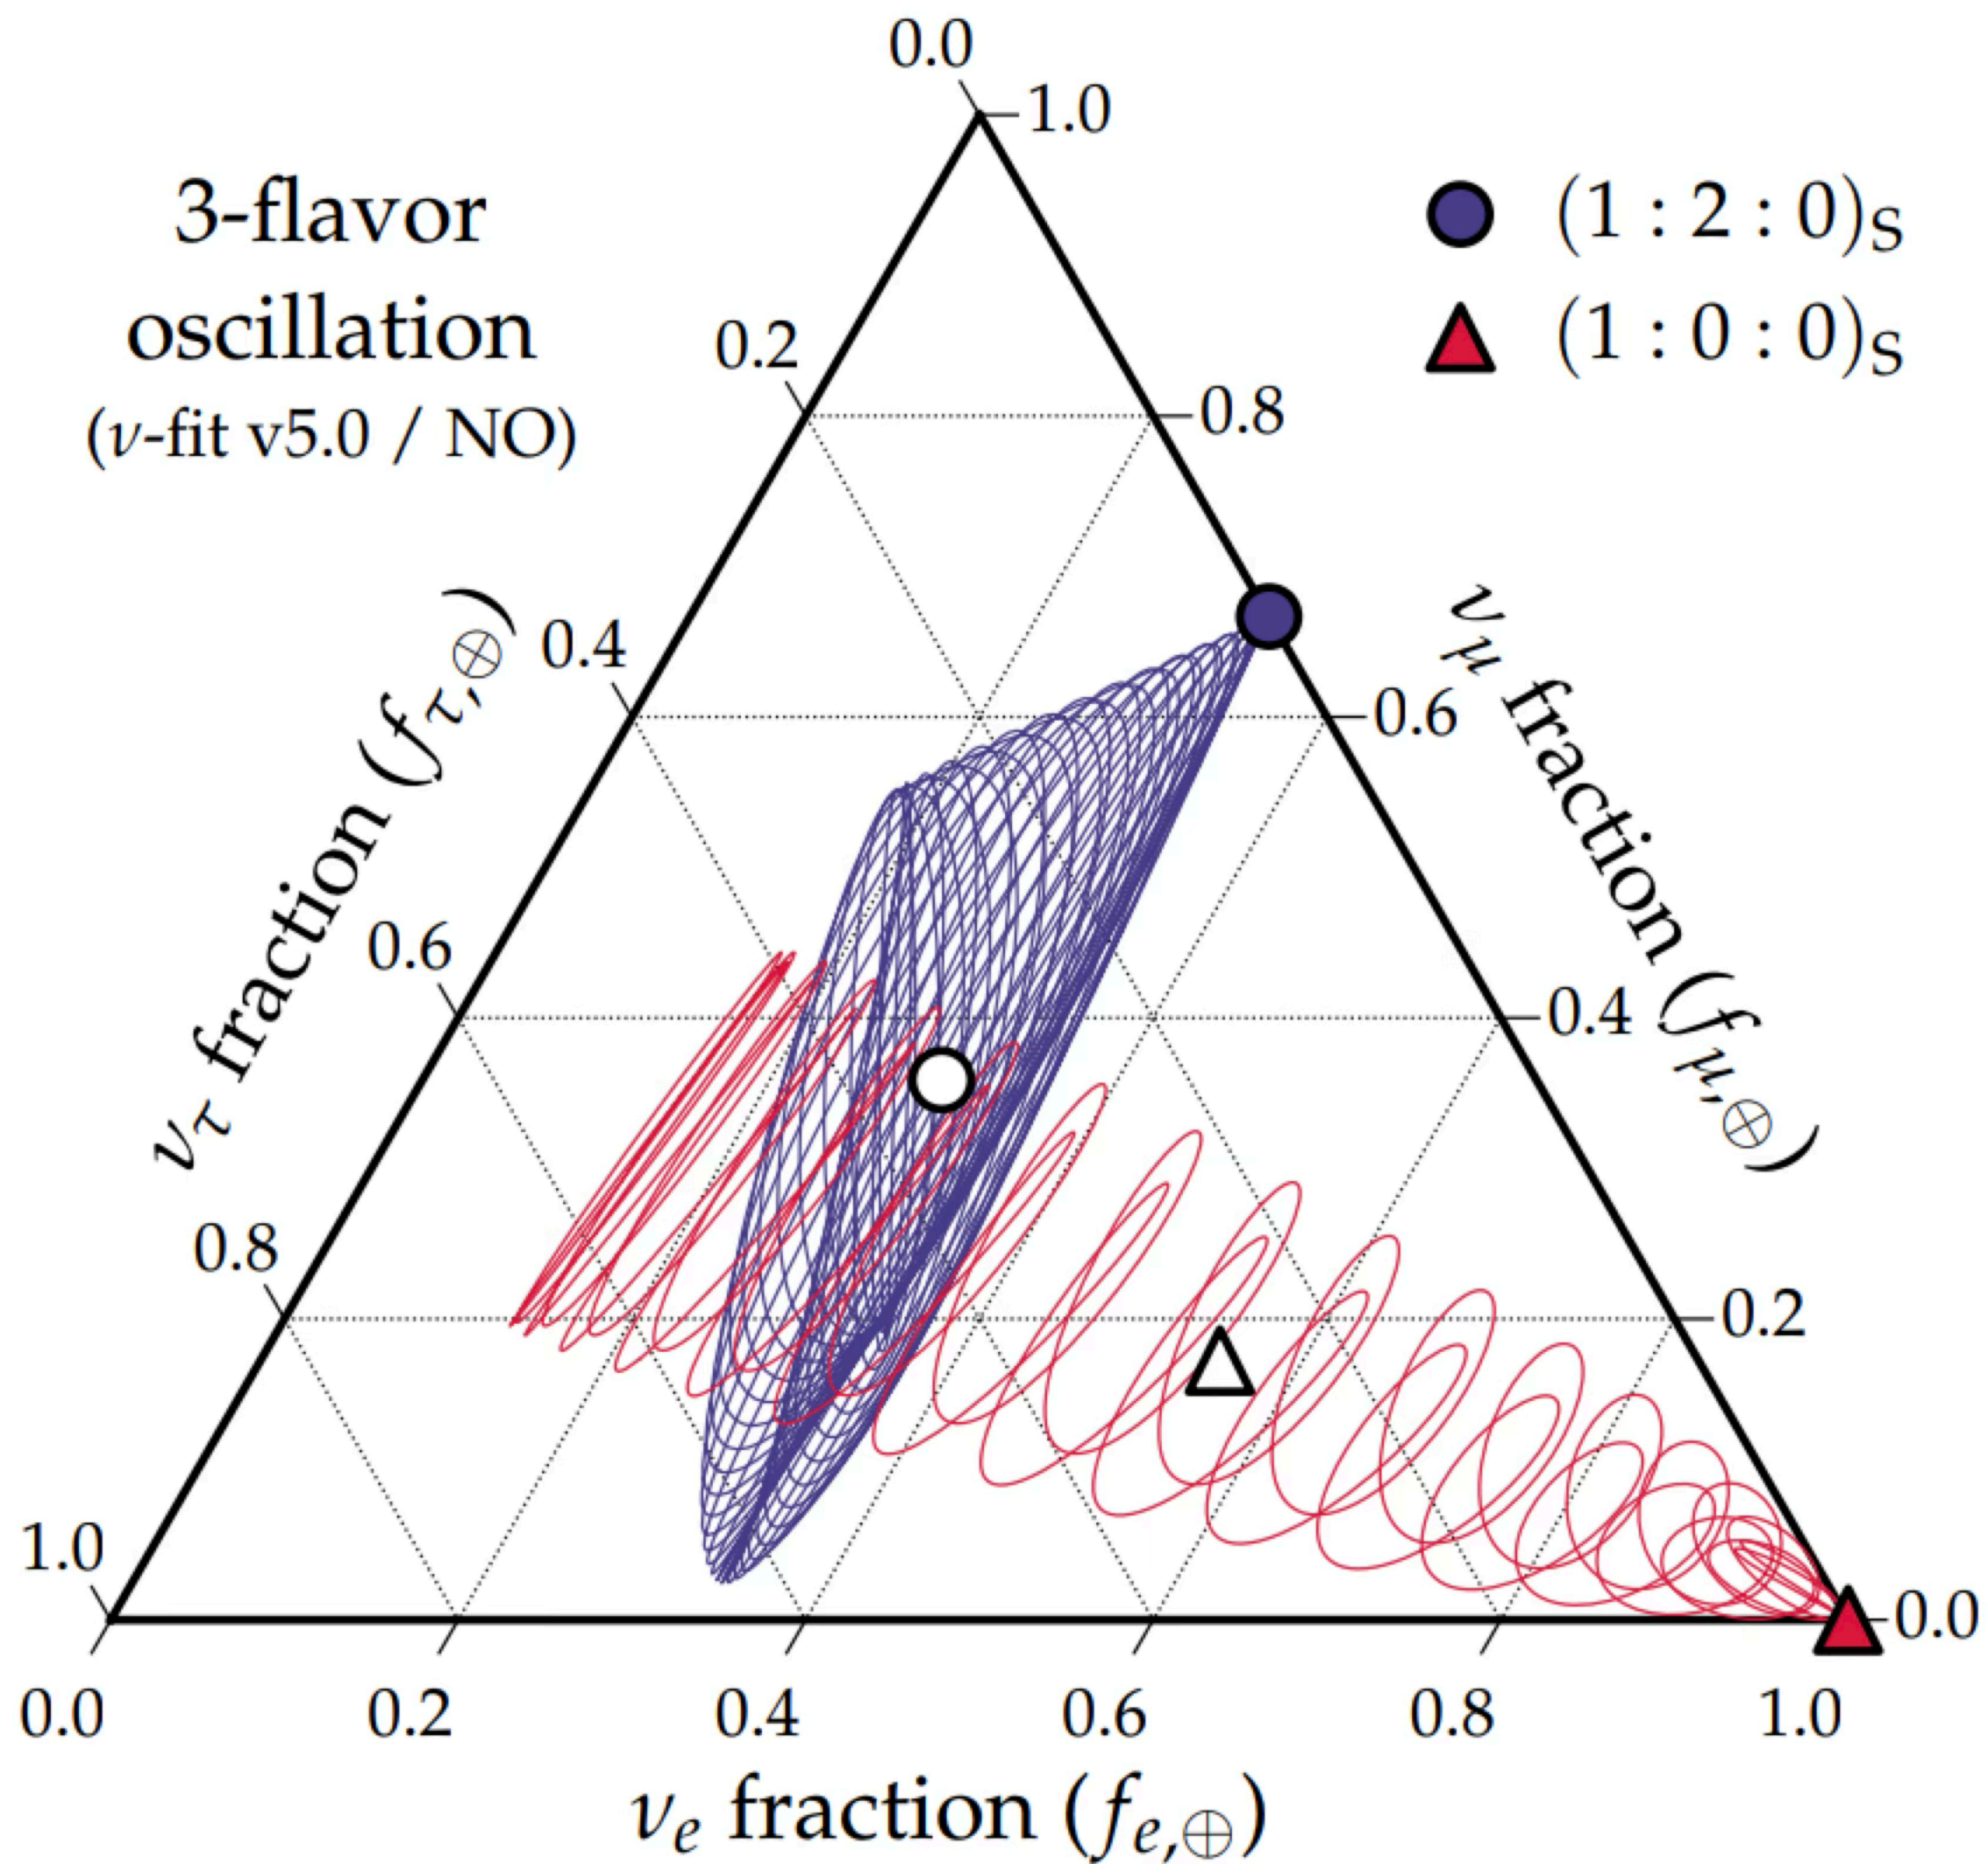 0.0
1.0
3-flavor
oscillation
(ν-fit v5.0 / NO)
(1 : 2 : 0)S
(1 : 0 : 0)S
0.2
0.8
0.4
0.6
0.6
0.4
0.8
0.2
1.0
0.0
ντ fraction (fτ,⊕)
νμ fraction (fμ,⊕)
0.0
0.2
0.4
0.6
0.8
1.0
νe fraction (fe,⊕)